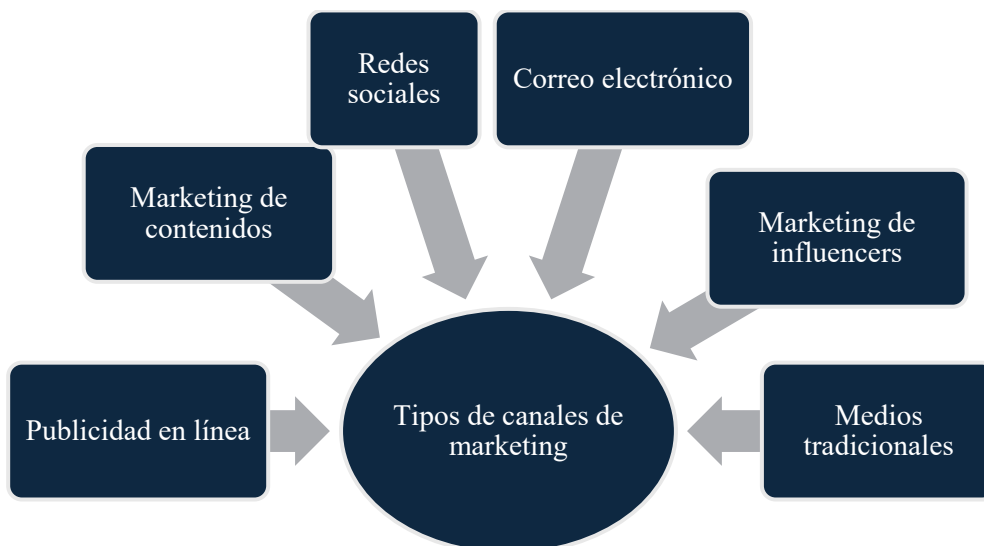 Redes
sociales
Correo electrónico
Marketing de
contenidos
Marketing de
influencers
Publicidad en línea
Tipos de canales de
marketing
Medios
tradicionales